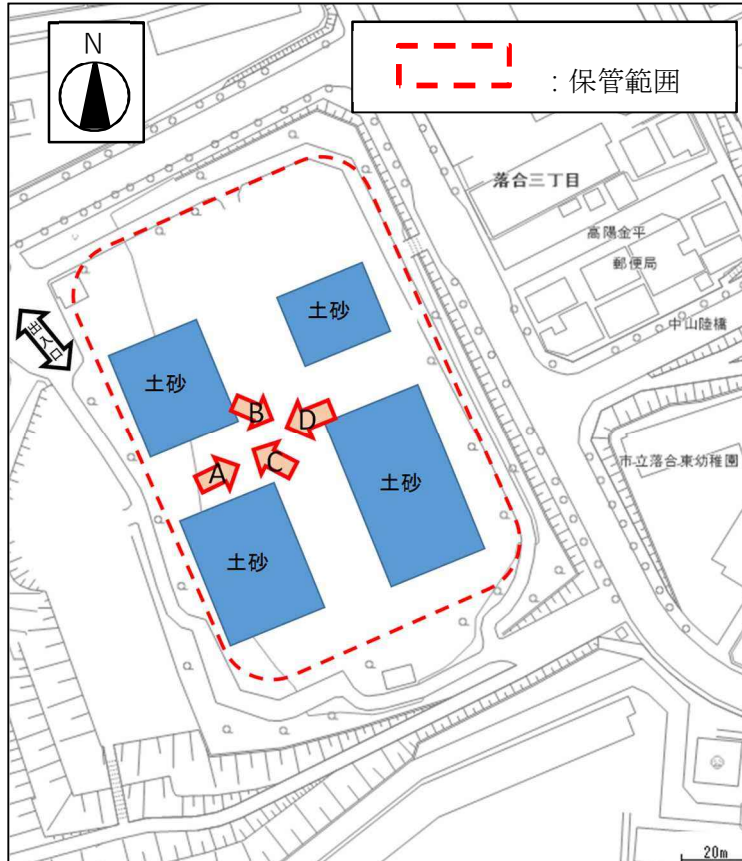 N
：保管範囲
落合三丁目
高陽金平
郵便局
中山陸橋
市立落合東幼稚園
出入口
土砂
土砂
土砂
土砂
B
D
A
C
20m